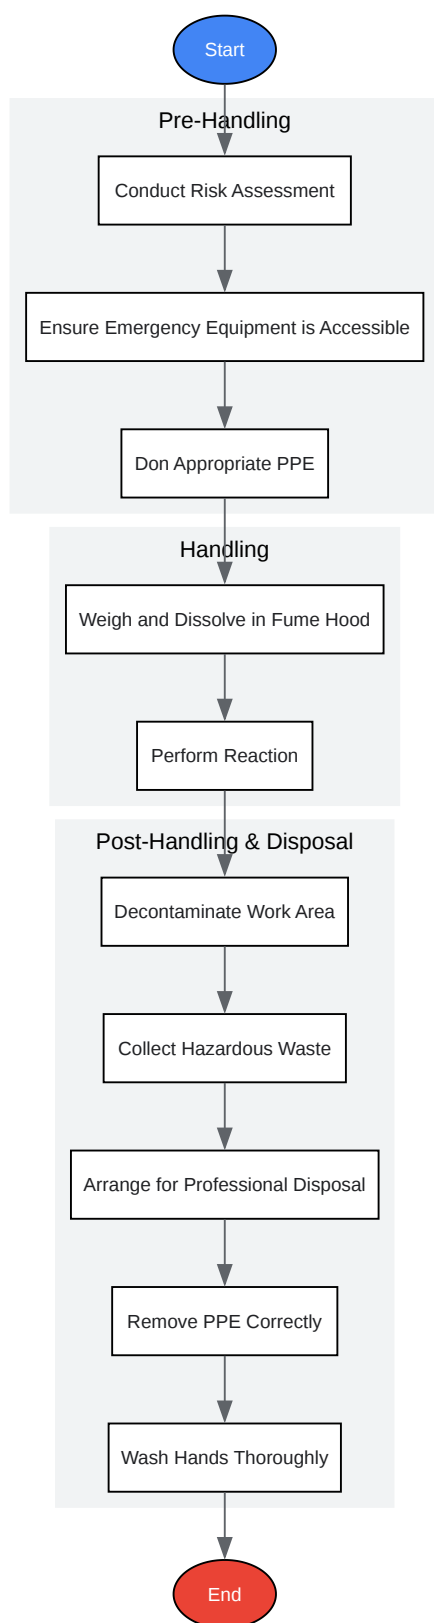 Start
Pre-Handling
Conduct Risk Assessment
Ensure Emergency Equipment is Accessible
Don Appropriate PPE
Handling
Weigh and Dissolve in Fume Hood
Perform Reaction
Post-Handling & Disposal
Decontaminate Work Area
Collect Hazardous Waste
Arrange for Professional Disposal
Remove PPE Correctly
Wash Hands Thoroughly
End